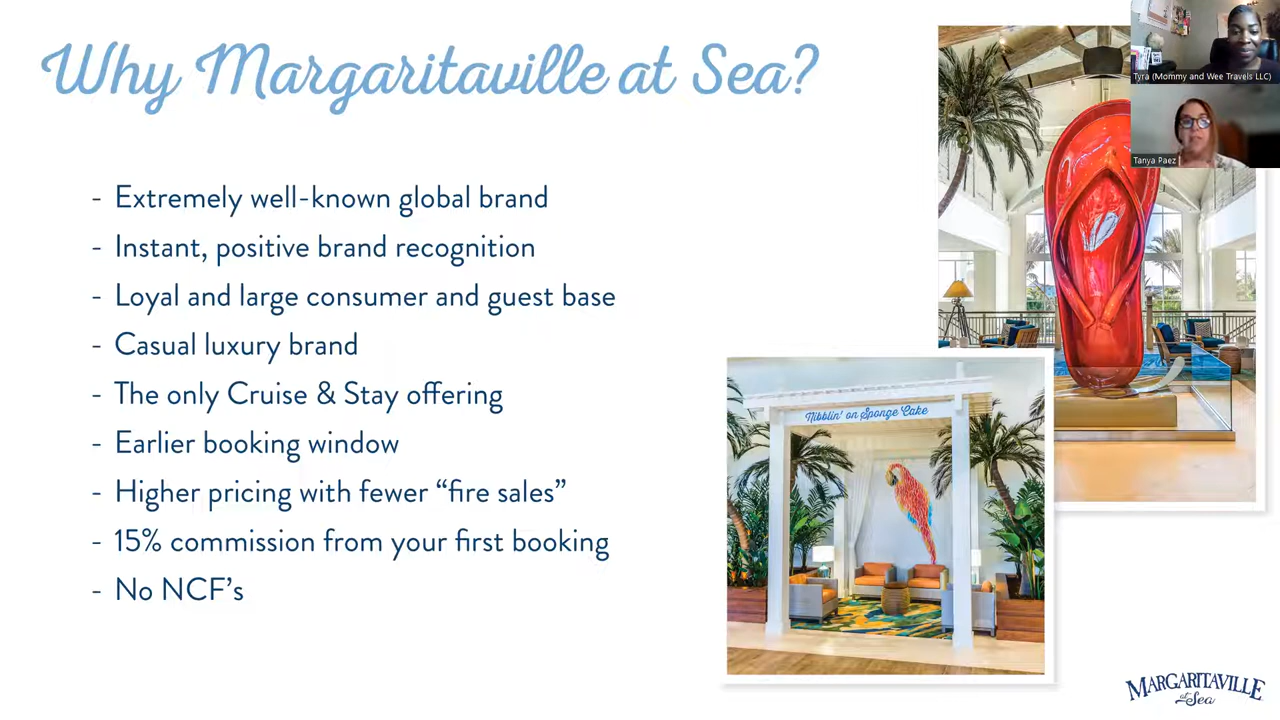 Why Margaritaville at Sea?
Tyra (Mommy and Wee Travels LLC)
Tanya Paez
- Extremely well-known global brand
- Instant, positive brand recognition
- Loyal and large consumer and guest base
- Casual luxury brand
- The only Cruise & Stay offering
- Earlier booking window
- Higher pricing with fewer “fire sales”
- 15% commission from your first booking
- No NCF’s
Nibblin' on Sponge Cake
MARGARITAVILLE
at Sea